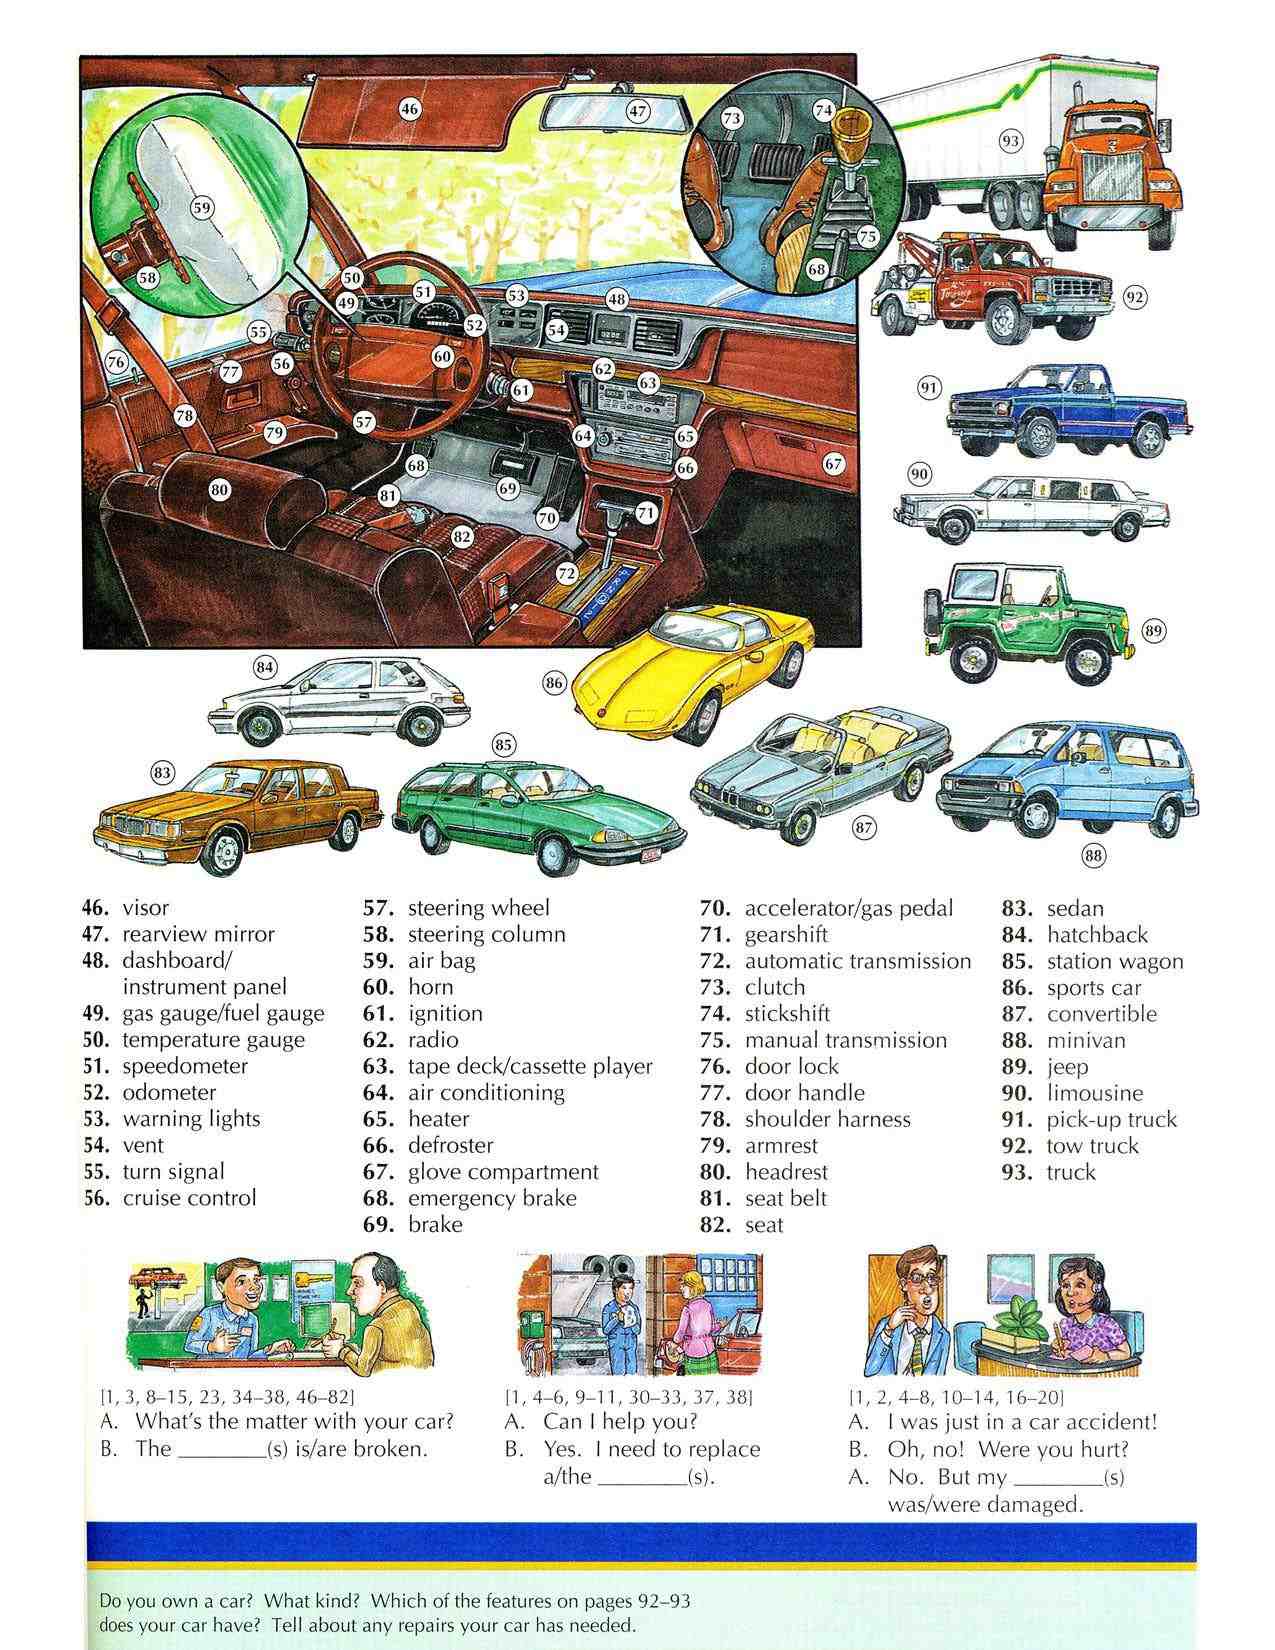 46
47
73
74
93
59
75
58
68
50
51
53
48
49
52
54
92
55
60
76
77
56
62
63
61
91
78
79
57
64
65
68
66
67
80
90
69
81
70
71
82
72
89
84
86
85
83
87
88
46. visor
47. rearview mirror
48. dashboard/
instrument panel
49. gas gauge/fuel gauge
50. temperature gauge
51. speedometer
52. odometer
53. warning lights
54. vent
55. turn signal
56. cruise control
57. steering wheel
58. steering column
59. air bag
60. horn
61. ignition
62. radio
63. tape deck/cassette player
64. air conditioning
65. heater
66. defroster
67. glove compartment
68. emergency brake
69. brake
70. accelerator/gas pedal
71. gearshift
72. automatic transmission
73. clutch
74. stickshift
75. manual transmission
76. door lock
77. door handle
78. shoulder harness
79. armrest
80. headrest
81. seat belt
82. seat
83. sedan
84. hatchback
85. station wagon
86. sports car
87. convertible
88. minivan
89. jeep
90. limousine
91. pick-up truck
92. tow truck
93. truck
[1, 3, 8–15, 23, 34–38, 46–82]
A. What's the matter with your car?
B. The ________(s) is/are broken.
[1, 4–6, 9–11, 30–33, 37, 38]
A. Can I help you?
B. Yes. I need to replace
a/the ________(s).
[1, 2, 4–8, 10–14, 16–20]
A. I was just in a car accident!
B. Oh, no! Were you hurt?
A. No. But my ________(s)
was/were damaged.
Do you own a car? What kind? Which of the features on pages 92–93
does your car have? Tell about any repairs your car has needed.